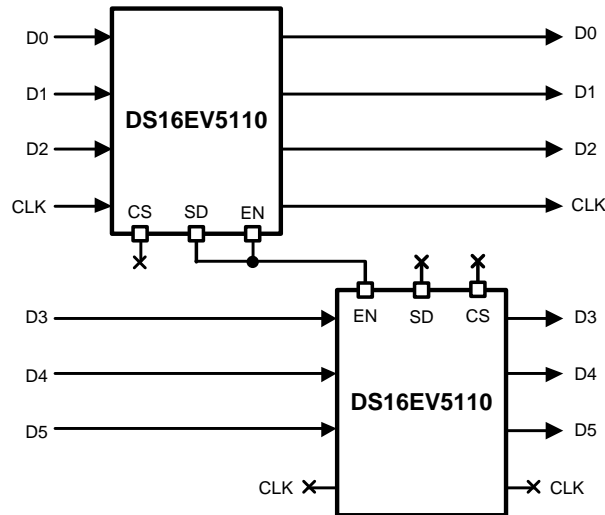 D0 D0
D1 D1
DS16EV5110
D2 D2
CLK CS SD EN CLK
D3 EN SD CS D3
D4 D4
DS16EV5110
D5 D5
CLK CLK